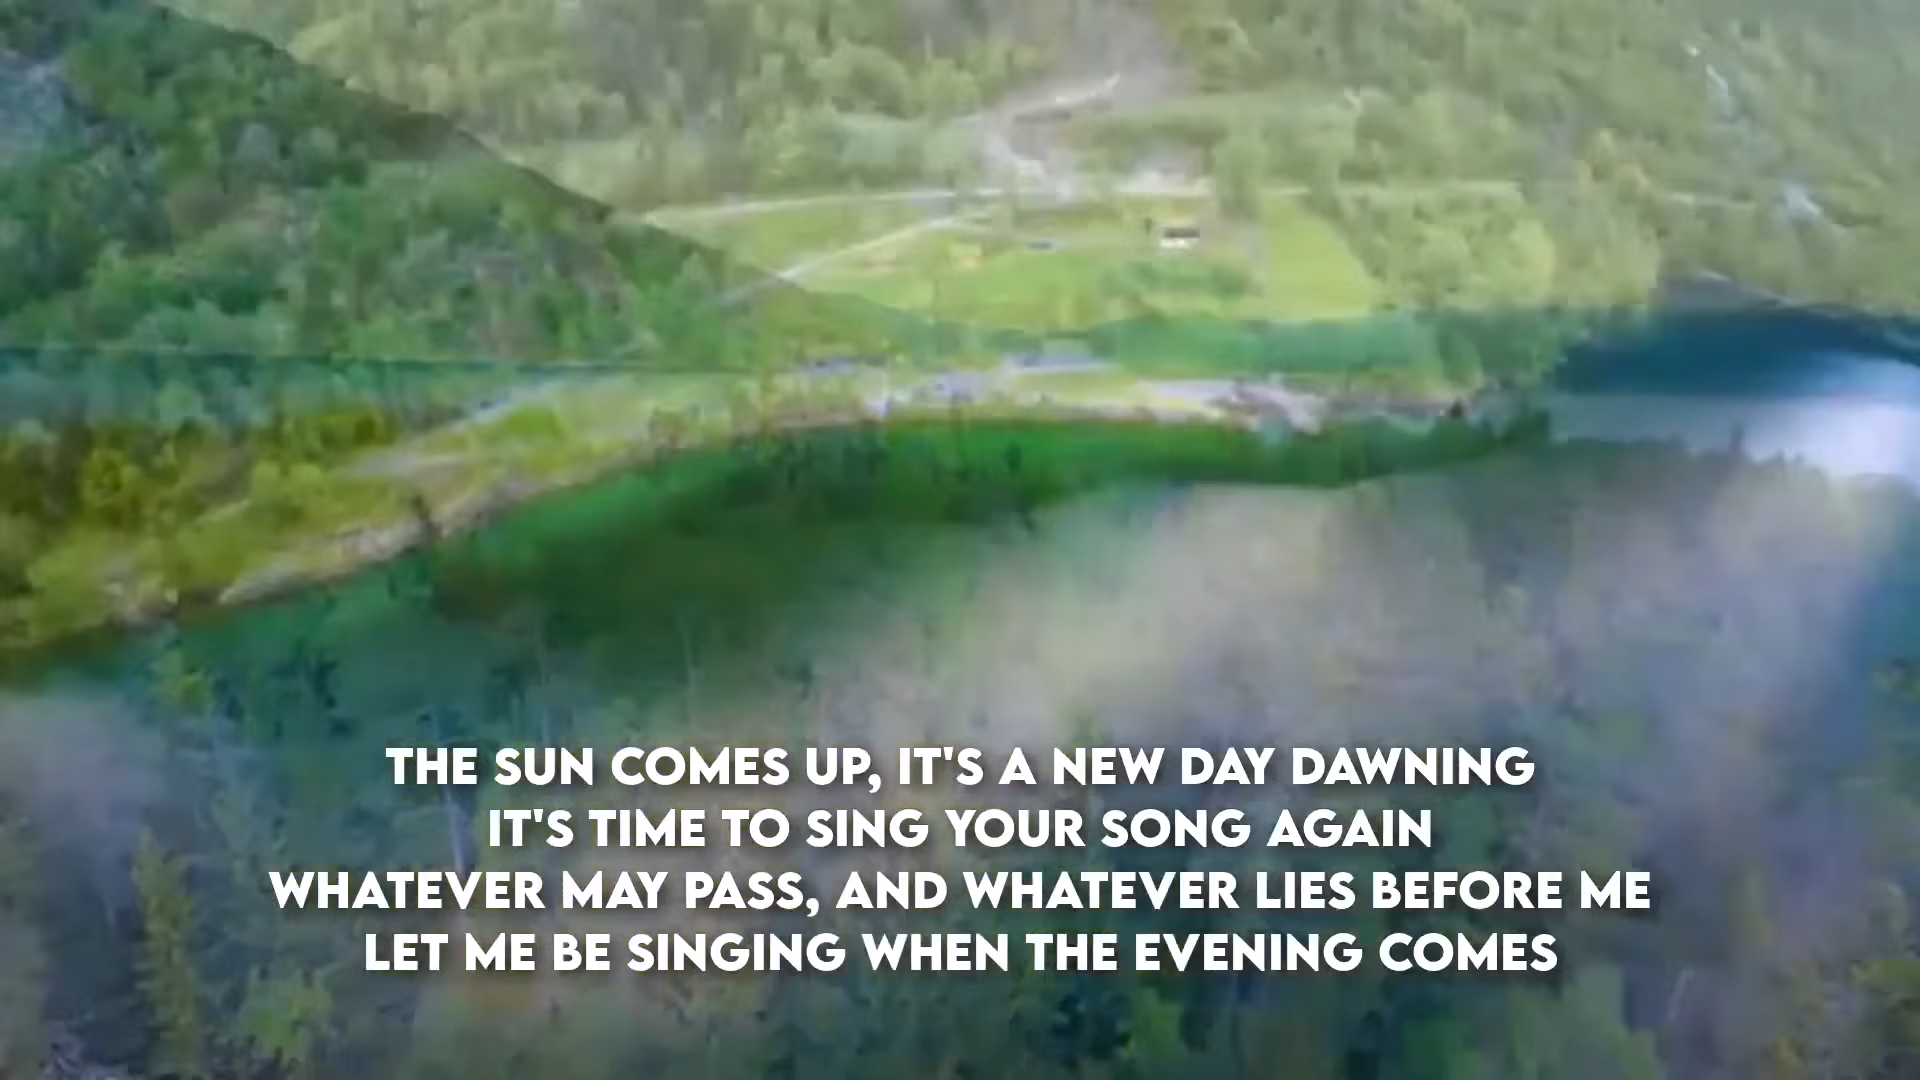 THE SUN COMES UP, IT'S A NEW DAY DAWNING
IT'S TIME TO SING YOUR SONG AGAIN
WHATEVER MAY PASS, AND WHATEVER LIES BEFORE ME
LET ME BE SINGING WHEN THE EVENING COMES